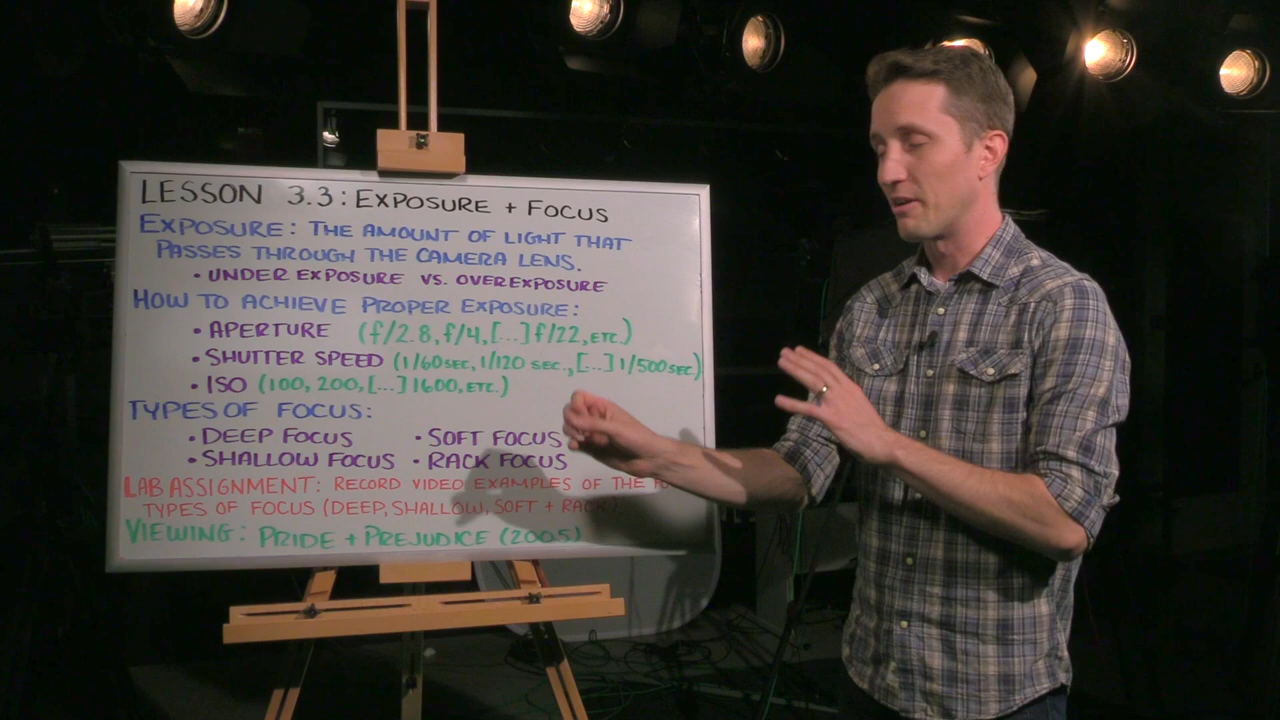 LESSON 3.3: EXPOSURE + FOCUS
EXPOSURE: THE AMOUNT OF LIGHT THAT
PASSES THROUGH THE CAMERA LENS.
• UNDER EXPOSURE VS. OVEREXPOSURE
HOW TO ACHIEVE PROPER EXPOSURE:
• APERTURE (f/2.8, f/4, [...] f/22, ETC.)
• SHUTTER SPEED (1/60 SEC, 1/120 SEC., [...] 1/500 SEC)
• ISO (100, 200, [...] 1600, ETC.)
TYPES OF FOCUS:
• DEEP FOCUS • SOFT FOCUS
• SHALLOW FOCUS • RACK FOCUS
LAB ASSIGNMENT: RECORD VIDEO EXAMPLES OF THE
TYPES OF FOCUS (DEEP, SHALLOW, SOFT + RACK)
VIEWING: PRIDE + PREJUDICE (2005)